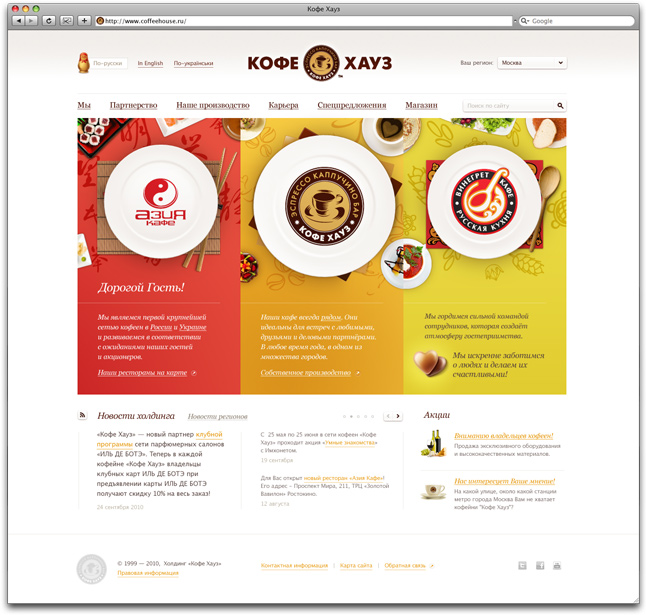 Кофе Хауз
http://www.coffeehouse.ru/
Google
По-русски
In English
По-українськи
КОФЕ ХАУЗ
Ваш регион:
Москва
Мы
Партнерство
Наше производство
Карьера
Спецпредложения
Магазин
Поиск по сайту
АЗИЯ
КАФЕ
ЭСПРЕССО КАПУЧИНО БАР
КОФЕ ХАУЗ
ВИНЕГРЕТ КАФЕ
РУССКАЯ КУХНЯ
Дорогой Гость!
Мы являемся первой крупнейшей
сетью кофеен в России и Украине
и развиваемся в соответствии
с ожиданиями наших гостей
и акционеров.
Наши рестораны на карте
Наши кафе всегда рядом. Они
идеальны для встреч с любимыми,
друзьями и деловыми партнёрами.
В любое время года, в одном из
множества городов.
Собственное производство
Мы гордимся сильной командой
сотрудников, которая создаёт
атмосферу гостеприимства.
Мы искренне заботимся
о людях и делаем их
счастливыми!
Новости холдинга
Новости регионов
«Кофе Хауз» — новый партнер клубной
программы сети парфюмерных салонов
«ИЛЬ ДЕ БОТЭ». Теперь в каждой
кофейне «Кофе Хауз» владельцы
клубных карт ИЛЬ ДЕ БОТЭ при
предъявлении карты ИЛЬ ДЕ БОТЭ
получают скидку 10% на весь заказ!
24 сентября 2010
С 25 мая по 25 июня в сети кофеен «Кофе
Хауз» проходит акция «Умные знакомства»
с Имхонетом.
19 сентября
Для Вас открыт новый ресторан «Азия Кафе»!
Его адрес – Проспект Мира, 211, ТРЦ «Золотой
Вавилон» Ростокино.
12 августа
Акции
Вниманию владельцев кофеен!
Продажа эксклюзивного оборудования
и высококачественных материалов.
Нас интересует Ваше мнение!
На какой улице, около какой станции
метро города Москва Вам не хватает
кофейни "Кофе Хауз"?
© 1999 — 2010, Холдинг «Кофе Хауз»
Правовая информация
Контактная информация
Карта сайта
Обратная связь